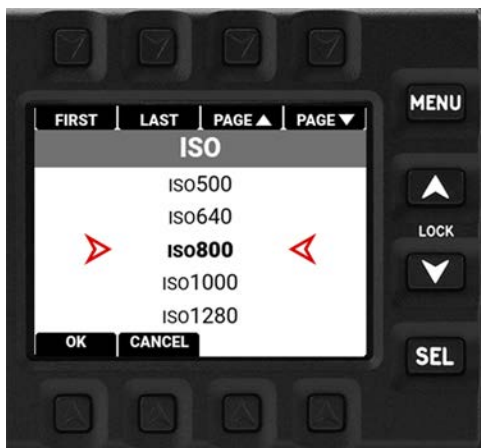 MENU
FIRST LAST PAGE▲ PAGE▼
ISO
ISO500
ISO640
LOCK
ISO800
ISO1000
ISO1280
OK CANCEL
SEL